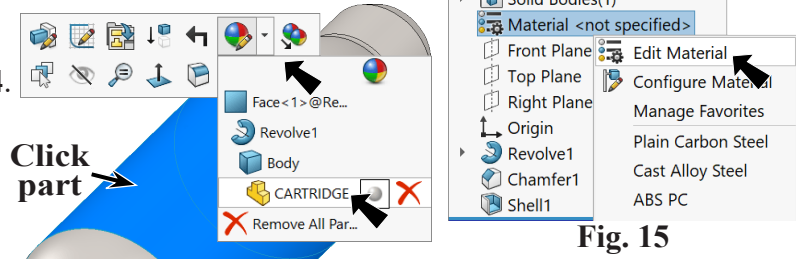 4.
Click
part
Face<1>@Re...
Revolve1
Body
CARTRIDGE
Remove All Par...
Solid Bodies(1)
Material <not specified>
Front Plane
Top Plane
Right Plane
Origin
Revolve1
Chamfer1
Shell1
Edit Material
Configure Material
Manage Favorites
Plain Carbon Steel
Cast Alloy Steel
ABS PC
Fig. 15